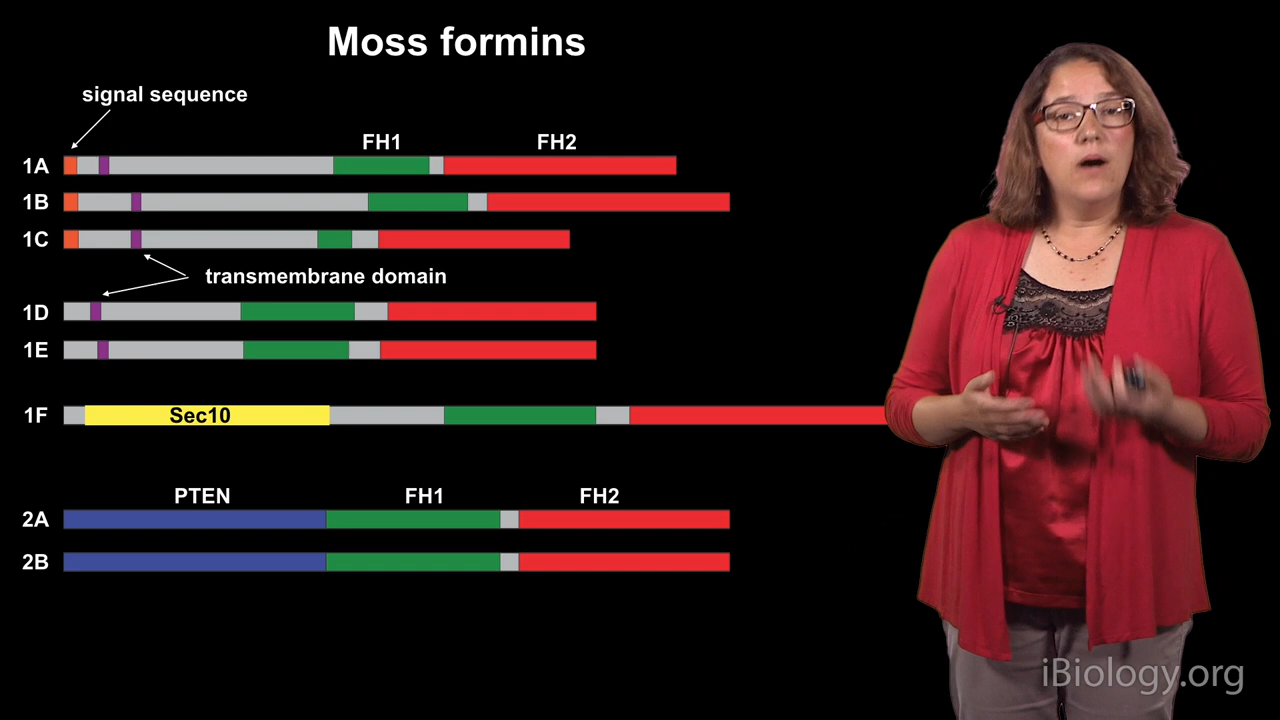 Moss formins
signal sequence
FH1 FH2
1A
1B
1C
transmembrane domain
1D
1E
1F Sec10
PTEN FH1 FH2
2A
2B
iBiology.org